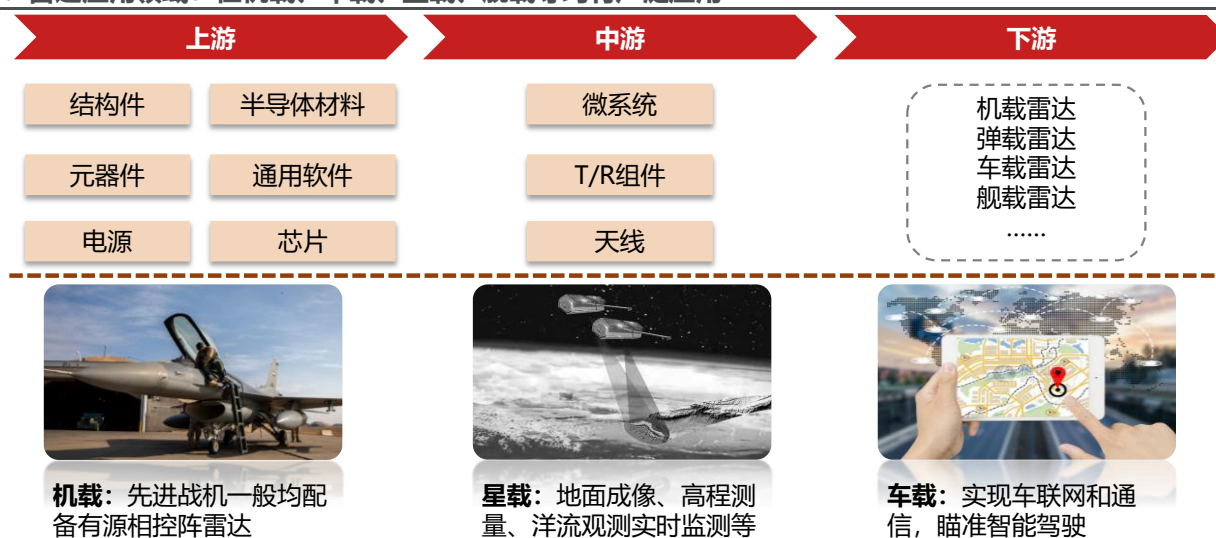 上游
中游
下游
结构件
半导体材料
微系统
元器件
通用软件
T/R组件
电源
芯片
天线
机载雷达
弹载雷达
车载雷达
舰载雷达
......
机载：先进战机一般均配
备有源相控阵雷达
星载：地面成像、高程测
量、洋流观测实时监测等
车载：实现车联网和通
信，瞄准智能驾驶